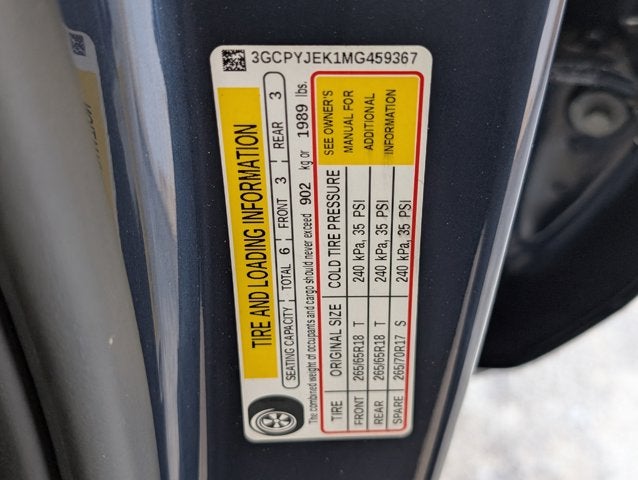 3GCPYJEK1MG459367
TIRE AND LOADING INFORMATION
SEATING CAPACITY TOTAL 6 FRONT 3 REAR 3
The combined weight of occupants and cargo should never exceed 902 kg or 1989 lbs.
TIRE ORIGINAL SIZE COLD TIRE PRESSURE
FRONT 265/65R18 T 240 kPa, 35 PSI
REAR 265/65R18 T 240 kPa, 35 PSI
SPARE 265/70R17 S 240 kPa, 35 PSI
SEE OWNER'S
MANUAL FOR
ADDITIONAL
INFORMATION